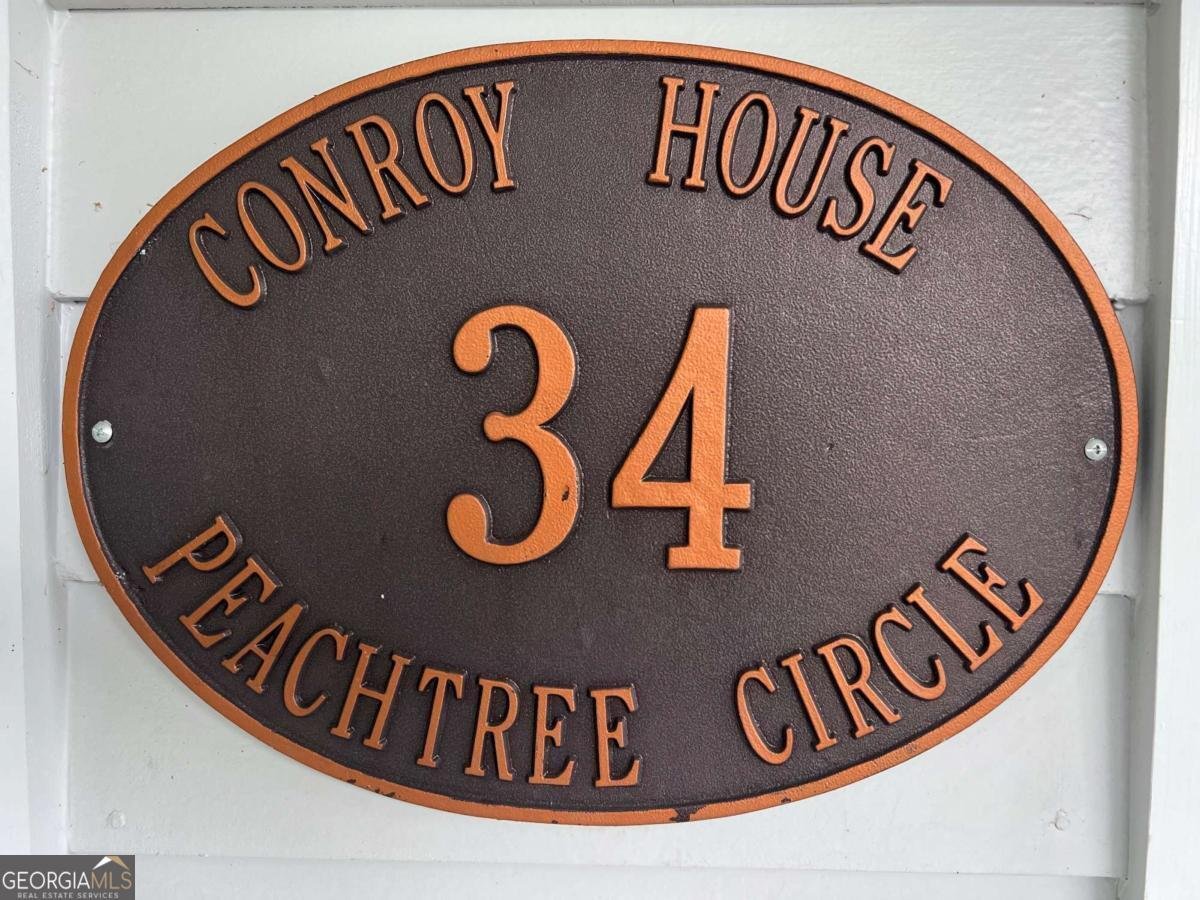 CONROY HOUSE
34
PEACHTREE CIRCLE
GEORGIAMLS
REAL ESTATE SERVICES